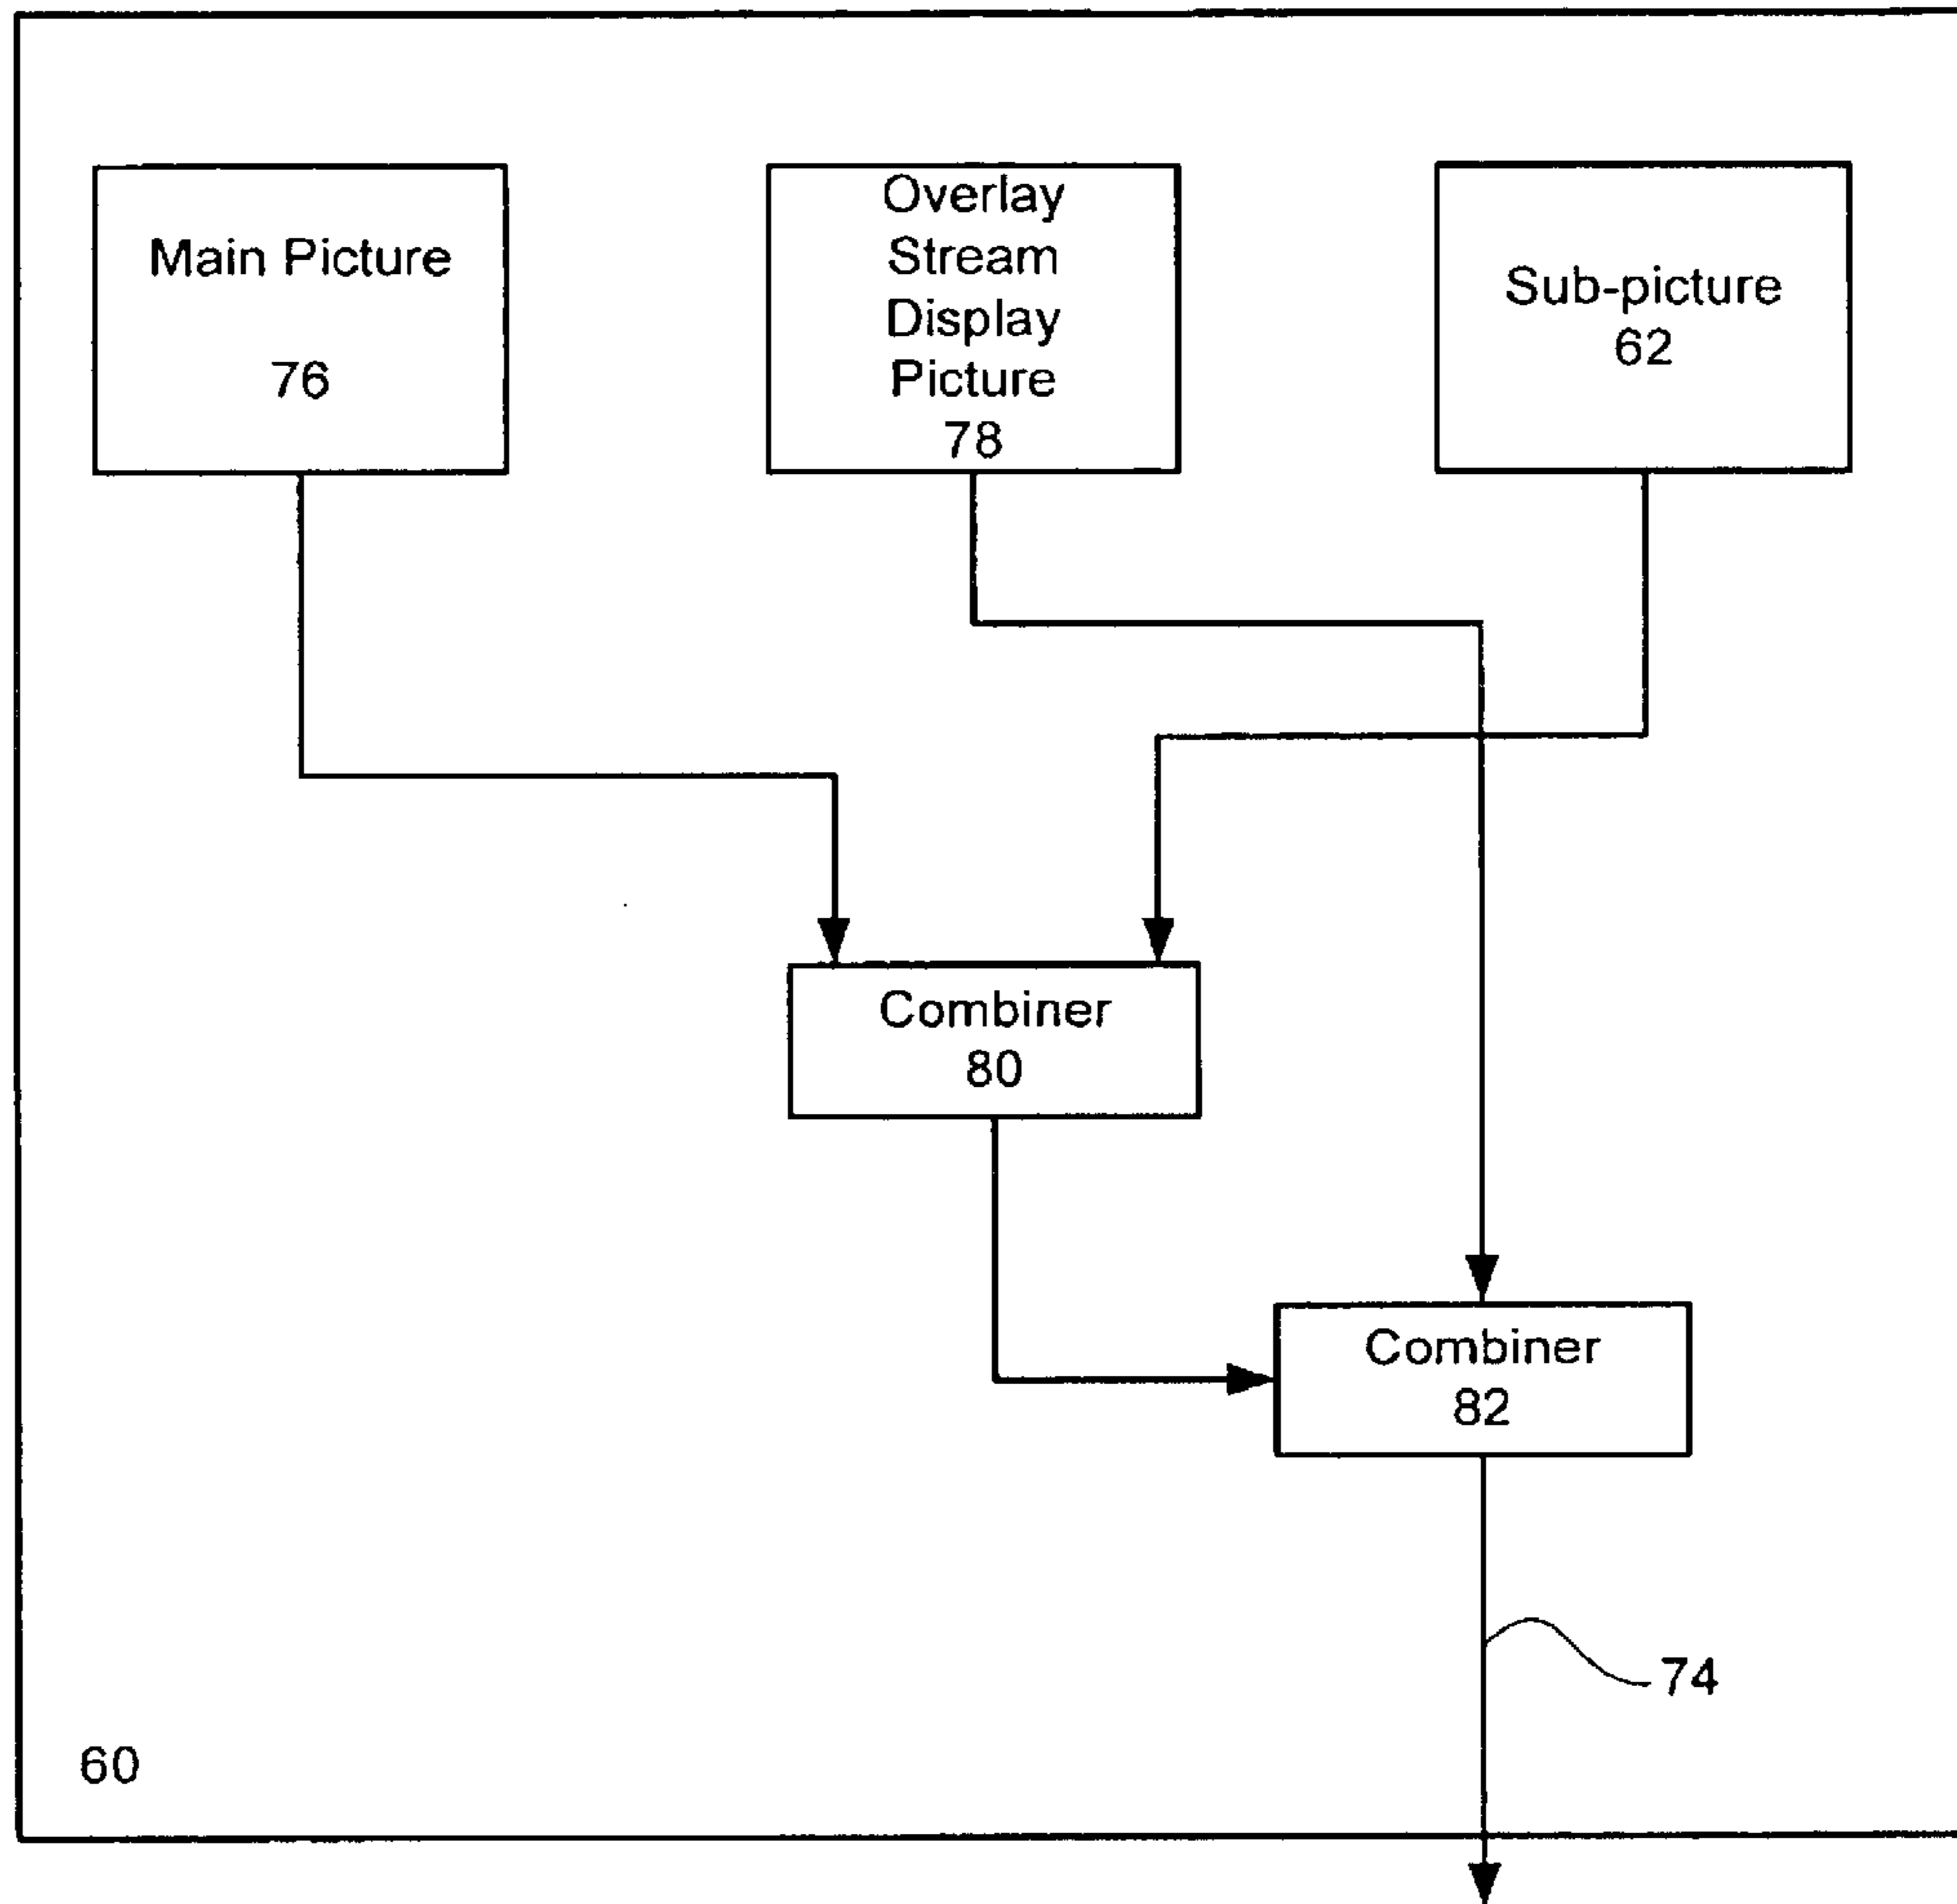 Main Picture
76
Overlay
Stream
Display
Picture
78
Sub-picture
62
Combiner
80
Combiner
82
74
60